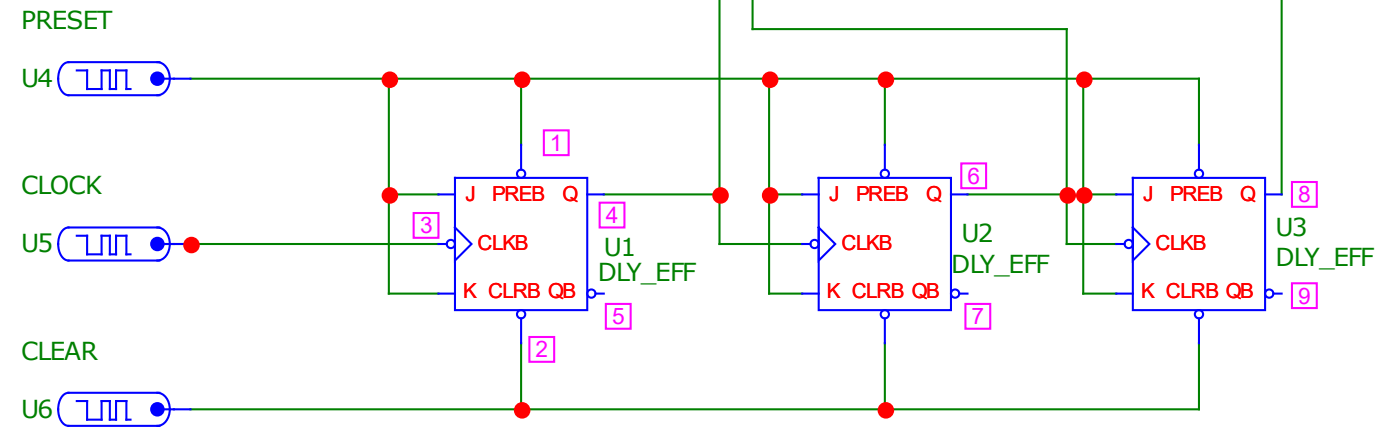 PRESET
U4
1
CLOCK
U5
3
J PREB Q
CLKB
K CLRB QB
4
U1
DLY_EFF
5
2
J PREB Q
CLKB
K CLRB QB
6
U2
DLY_EFF
7
J PREB Q
CLKB
K CLRB QB
8
U3
DLY_EFF
9
CLEAR
U6